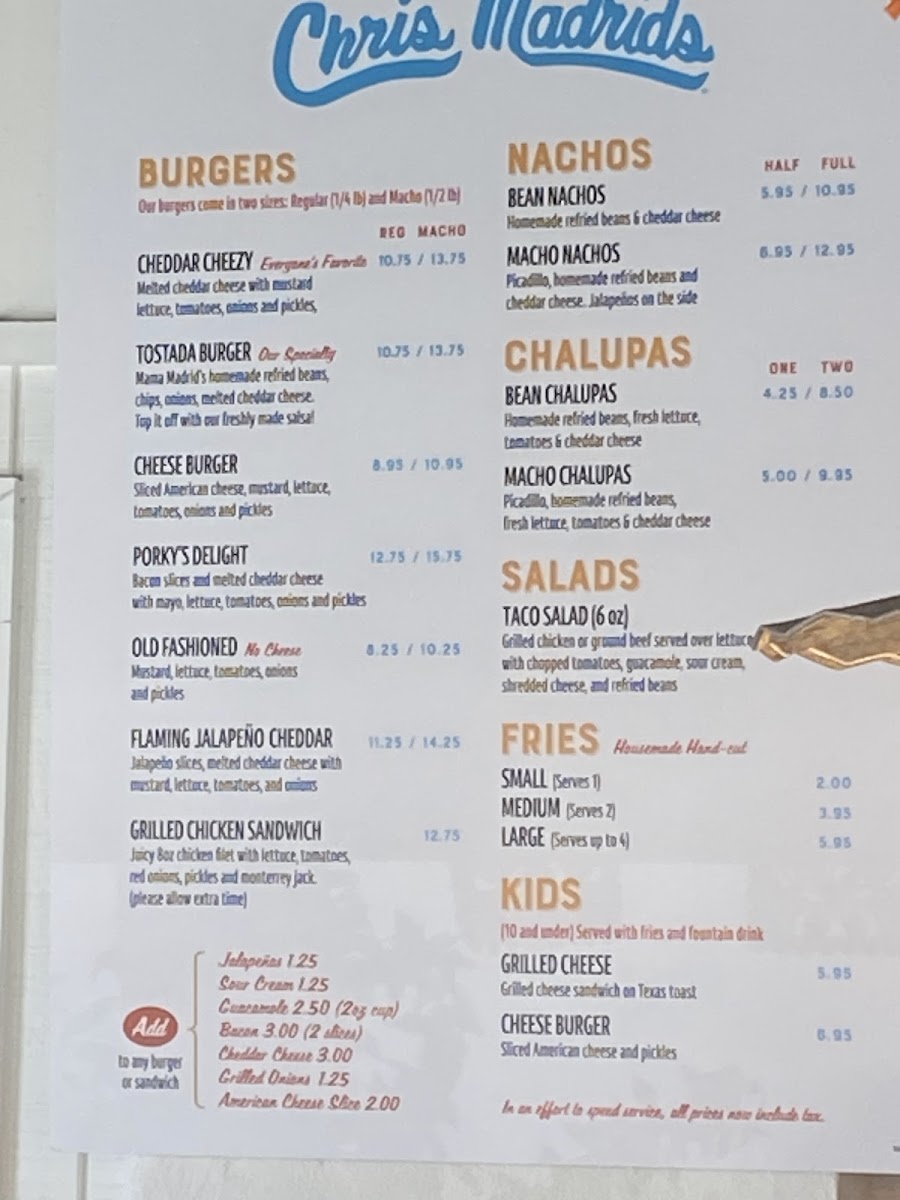 Chris Madrids
BURGERS
Our burgers come in two sizes: Regular (1/4 lb) and Macho (1/2 lb)
REG MACHO
CHEDDAR CHEEZY Everyone's Favorite 10.75 / 13.75
Melted cheddar cheese with mustard
lettuce, tomatoes, onions and pickles,
TOSTADA BURGER Our Specialty 10.75 / 13.75
Mama Madrid's homemade refried beans,
chips, onions, melted cheddar cheese.
Top it off with our freshly made salsa!
CHEESE BURGER 8.95 / 10.95
Sliced American cheese, mustard, lettuce,
tomatoes, onions and pickles
PORKY'S DELIGHT 12.75 / 15.75
Bacon slices and melted cheddar cheese
with mayo, lettuce, tomatoes, onions and pickles
OLD FASHIONED No Cheese 8.25 / 10.25
Mustard, lettuce, tomatoes, onions
and pickles
FLAMING JALAPEÑO CHEDDAR 11.25 / 14.25
Jalapeño slices, melted cheddar cheese with
mustard, lettuce, tomatoes, and onions
GRILLED CHICKEN SANDWICH 12.75
Juicy 8oz chicken filet with lettuce, tomatoes,
red onions, pickles and monterrey jack.
(please allow extra time)
Add
to any burger
or sandwich
Jalapeños 1.25
Sour Cream 1.25
Guacamole 2.50 (2oz cup)
Bacon 3.00 (2 slices)
Cheddar Cheese 3.00
Grilled Onions 1.25
American Cheese Slice 2.00
NACHOS
HALF FULL
BEAN NACHOS 5.95 / 10.95
Homemade refried beans & cheddar cheese
MACHO NACHOS 6.95 / 12.95
Picadillo, homemade refried beans and
cheddar cheese. Jalapeños on the side
CHALUPAS
ONE TWO
BEAN CHALUPAS 4.25 / 8.50
Homemade refried beans, fresh lettuce,
tomatoes & cheddar cheese
MACHO CHALUPAS 5.00 / 9.95
Picadillo, homemade refried beans,
fresh lettuce, tomatoes & cheddar cheese
SALADS
TACO SALAD (6 oz)
Grilled chicken or ground beef served over lettuce
with chopped tomatoes, guacamole, sour cream,
shredded cheese, and refried beans
FRIES Housemade Hand-cut
SMALL (Serves 1) 2.00
MEDIUM (Serves 2) 3.95
LARGE (Serves up to 4) 5.95
KIDS
(10 and under) Served with fries and fountain drink
GRILLED CHEESE 5.95
Grilled cheese sandwich on Texas toast
CHEESE BURGER 6.95
Sliced American cheese and pickles
In an effort to speed service, all prices now include tax.